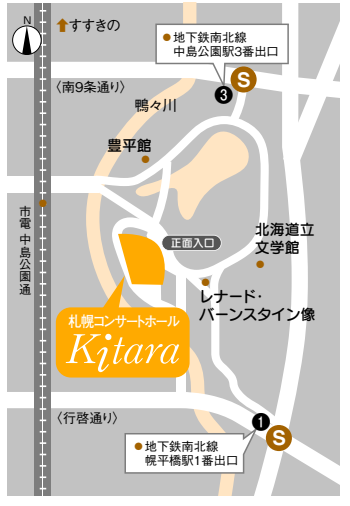 N
すすきの
地下鉄南北線
中島公園駅3番出口
S
3
〈南9条通り〉
鴨々川
豊平館
市電 中島公園通
正面入口
北海道立
文学館
レナード・
バーンスタイン像
札幌コンサートホール
Kitara
〈行啓通り〉
1
S
地下鉄南北線
幌平橋駅1番出口